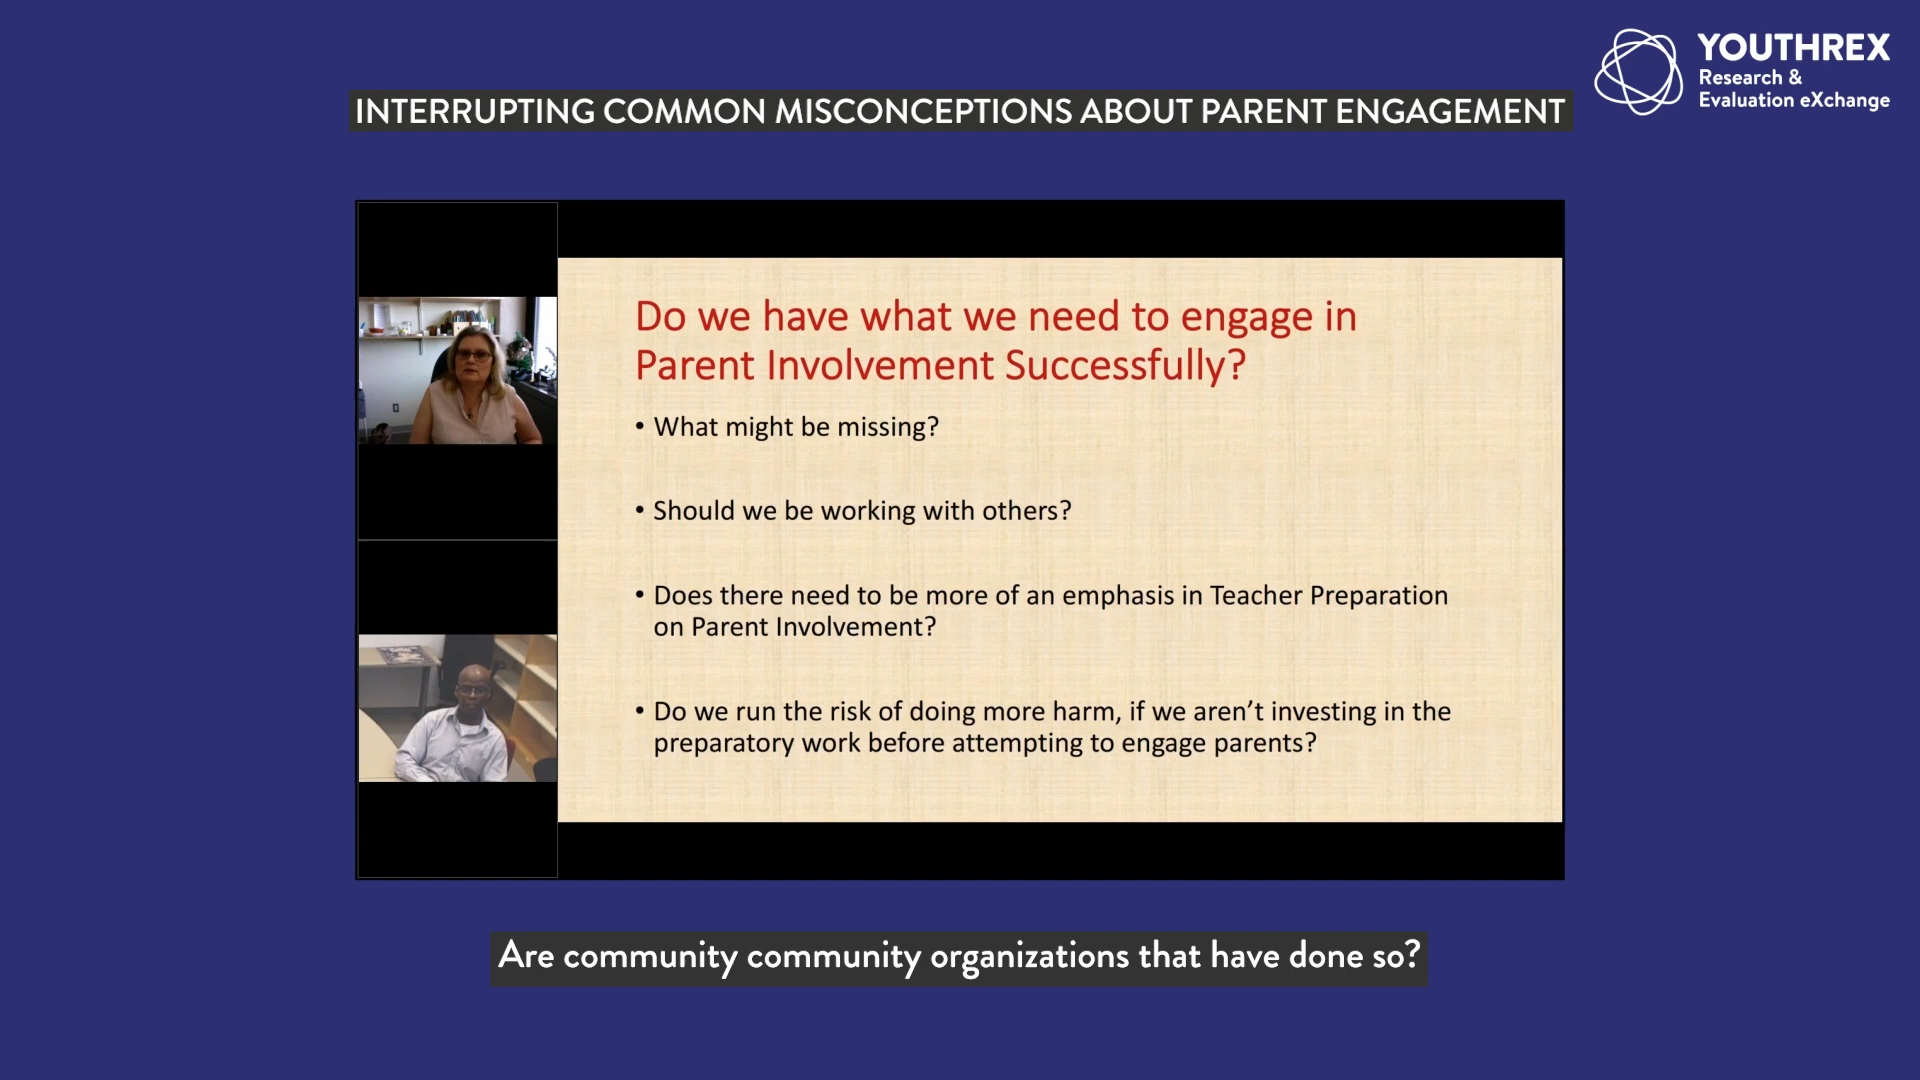 YOUTHREX
Research &
Evaluation eXchange
INTERRUPTING COMMON MISCONCEPTIONS ABOUT PARENT ENGAGEMENT
Do we have what we need to engage in
Parent Involvement Successfully?
• What might be missing?
• Should we be working with others?
• Does there need to be more of an emphasis in Teacher Preparation
on Parent Involvement?
• Do we run the risk of doing more harm, if we aren’t investing in the
preparatory work before attempting to engage parents?
Are community community organizations that have done so?